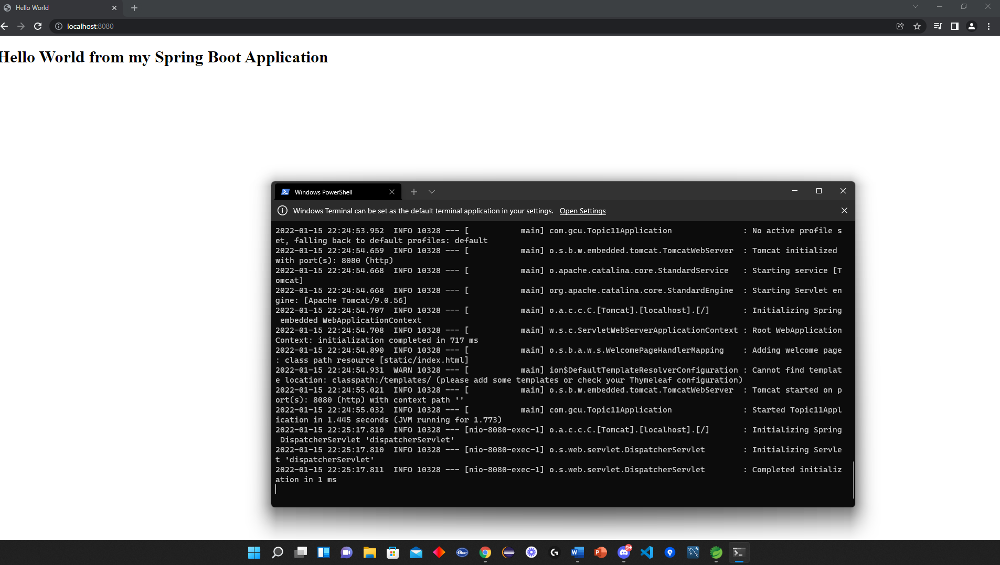 Hello World
localhost:8080
Hello World from my Spring Boot Application
Windows PowerShell
Windows Terminal can be set as the default terminal application in your settings. Open Settings
2022-01-15 22:24:53.952  INFO 10328 --- [           main] com.gcu.Topic11Application               : No active profile s
et, falling back to default profiles: default
2022-01-15 22:24:54.659  INFO 10328 --- [           main] o.s.b.w.embedded.tomcat.TomcatWebServer  : Tomcat initialized
with port(s): 8080 (http)
2022-01-15 22:24:54.668  INFO 10328 --- [           main] o.apache.catalina.core.StandardService   : Starting service [T
omcat]
2022-01-15 22:24:54.668  INFO 10328 --- [           main] org.apache.catalina.core.StandardEngine  : Starting Servlet en
gine: [Apache Tomcat/9.0.56]
2022-01-15 22:24:54.707  INFO 10328 --- [           main] o.a.c.c.C.[Tomcat].[localhost].[/]       : Initializing Spring
 embedded WebApplicationContext
2022-01-15 22:24:54.708  INFO 10328 --- [           main] w.s.c.ServletWebServerApplicationContext : Root WebApplication
Context: initialization completed in 717 ms
2022-01-15 22:24:54.890  INFO 10328 --- [           main] o.s.b.a.w.s.WelcomePageHandlerMapping    : Adding welcome page
: class path resource [static/index.html]
2022-01-15 22:24:54.931  WARN 10328 --- [           main] ion$DefaultTemplateResolverConfiguration : Cannot find templat
e location: classpath:/templates/ (please add some templates or check your Thymeleaf configuration)
2022-01-15 22:24:55.021  INFO 10328 --- [           main] o.s.b.w.embedded.tomcat.TomcatWebServer  : Tomcat started on p
ort(s): 8080 (http) with context path ''
2022-01-15 22:24:55.032  INFO 10328 --- [           main] com.gcu.Topic11Application               : Started Topic11Appl
ication in 1.445 seconds (JVM running for 1.773)
2022-01-15 22:25:17.810  INFO 10328 --- [nio-8080-exec-1] o.a.c.c.C.[Tomcat].[localhost].[/]       : Initializing Spring
 DispatcherServlet 'dispatcherServlet'
2022-01-15 22:25:17.810  INFO 10328 --- [nio-8080-exec-1] o.s.web.servlet.DispatcherServlet        : Initializing Servle
t 'dispatcherServlet'
2022-01-15 22:25:17.811  INFO 10328 --- [nio-8080-exec-1] o.s.web.servlet.DispatcherServlet        : Completed initializ
ation in 1 ms
Blue
9+